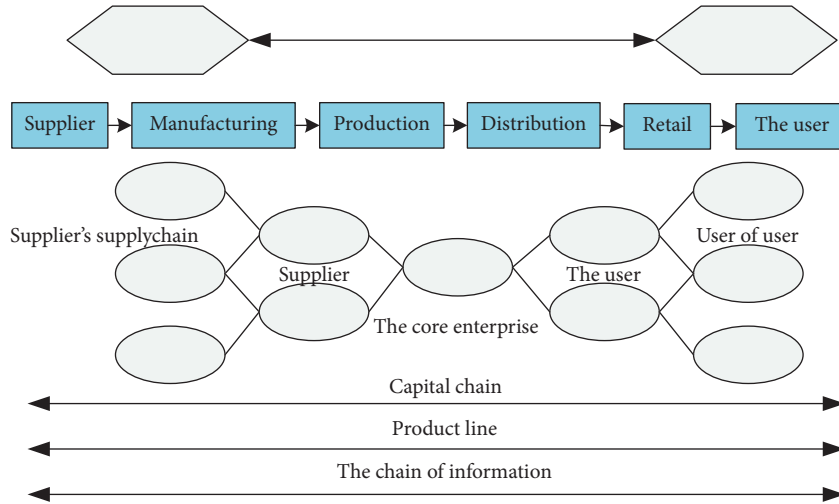 Supplier
Manufacturing
Production
Distribution
Retail
The user
Supplier's supplychain
Supplier
The core enterprise
The user
User of user
Capital chain
Product line
The chain of information